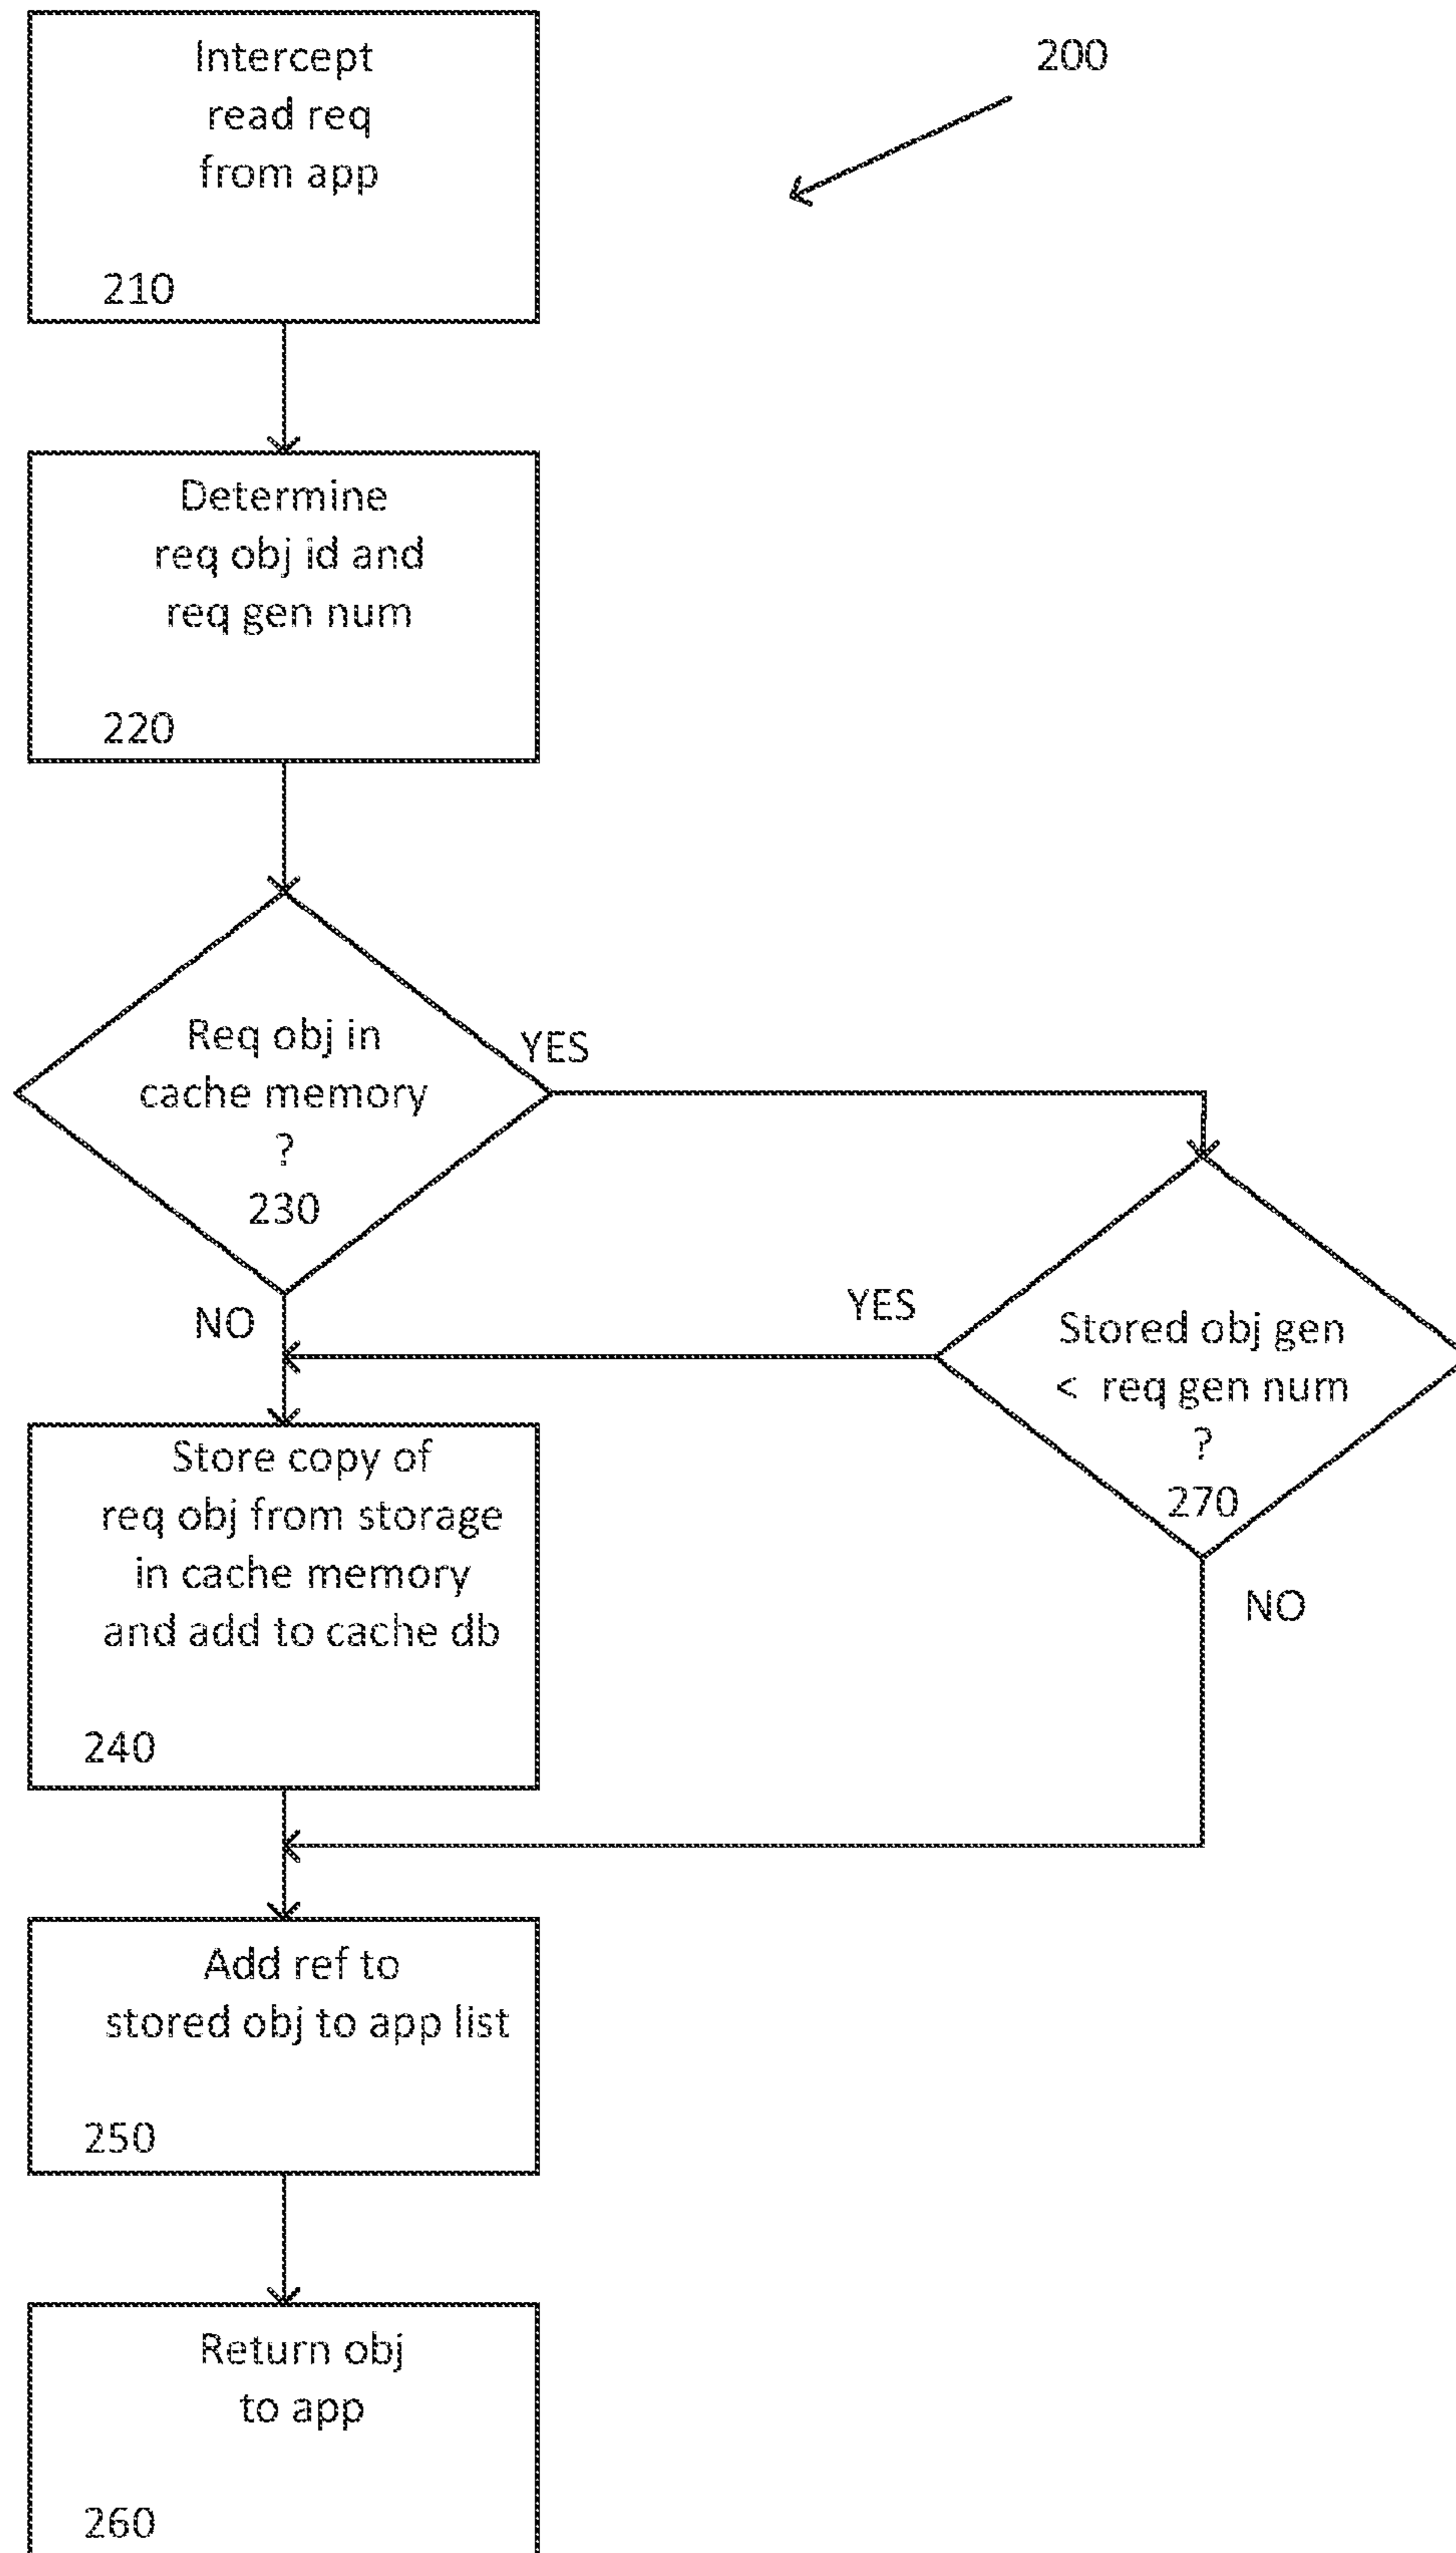 Intercept
read req
from app
210
200
Determine
req obj id and
req gen num
220
Req obj in
cache memory
?
230
YES
NO
YES
Stored obj gen
< req gen num
?
270
NO
Store copy of
req obj from storage
in cache memory
and add to cache db
240
Add ref to
stored obj to app list
250
Return obj
to app
260